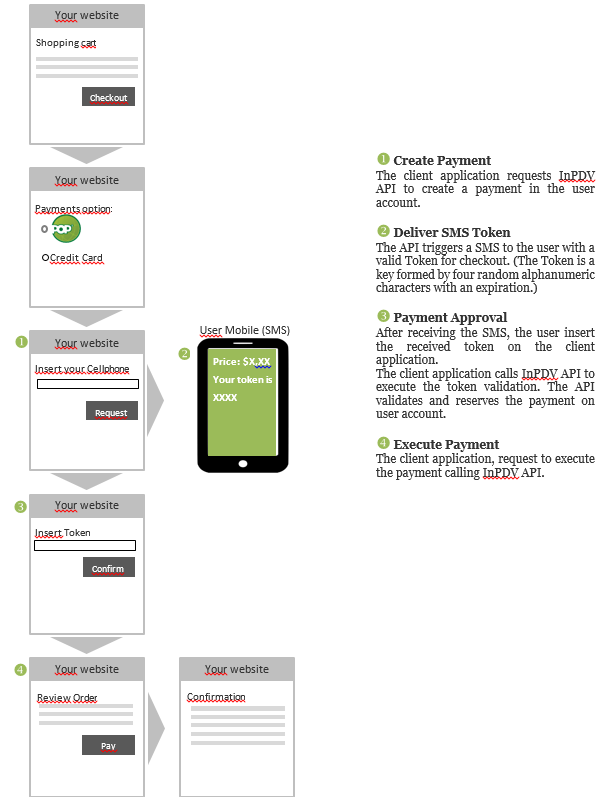 Your website
Shopping cart
Checkout
Your website
Payments option:
pop
Credit Card
1
Your website
Insert your Cellphone
Request
User Mobile (SMS)
2
Price: $X,XX
Your token is
XXXX
3
Your website
Insert Token
Confirm
4
Your website
Review Order
Pay
Your website
Confirmation
1 Create Payment
The client application requests InPDV
API to create a payment in the user
account.
2 Deliver SMS Token
The API triggers a SMS to the user with a
valid Token for checkout. (The Token is a
key formed by four random alphanumeric
characters with an expiration.)
3 Payment Approval
After receiving the SMS, the user insert
the received token on the client
application.
The client application calls InPDV API to
execute the token validation. The API
validates and reserves the payment on
user account.
4 Execute Payment
The client application, request to execute
the payment calling InPDV API.